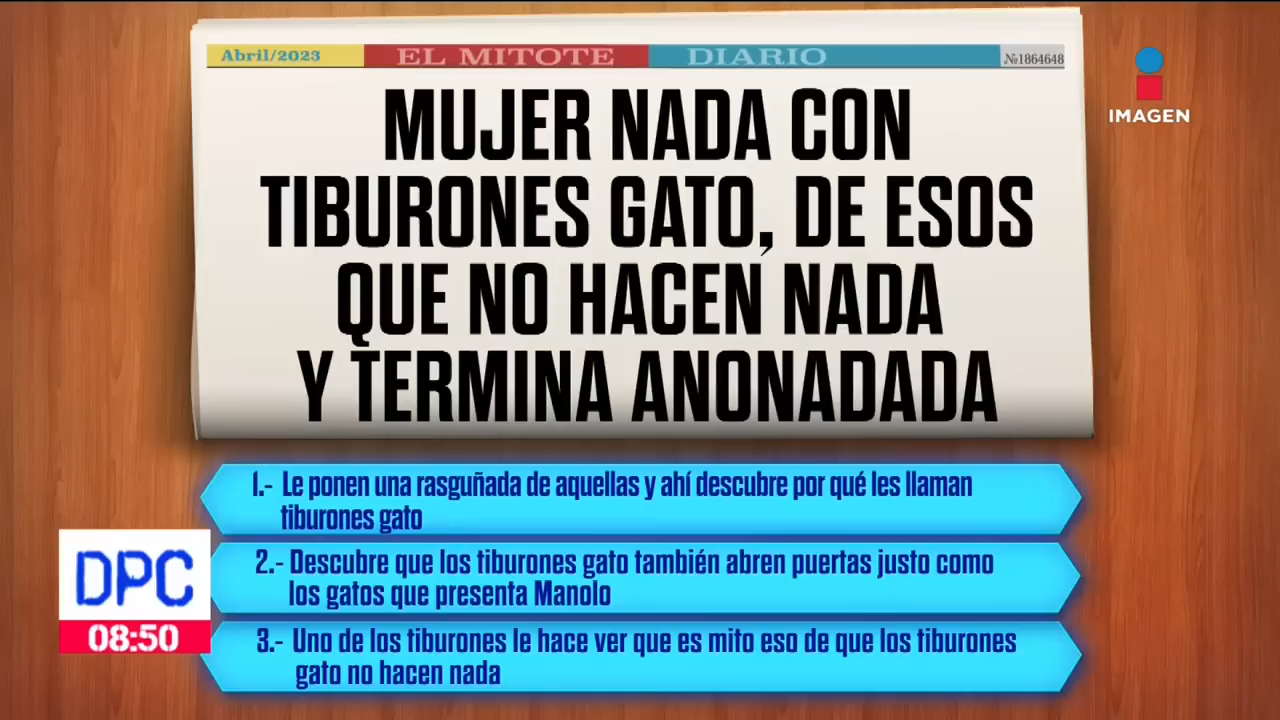 Abril/2023
EL MITOTE
DIARIO
№1864648
IMAGEN
MUJER NADA CON
TIBURONES GATO, DE ESOS
QUE NO HACEN NADA
Y TERMINA ANONADADA
1.- Le ponen una rasguñada de aquellas y ahí descubre por qué les llaman
tiburones gato
2.- Descubre que los tiburones gato también abren puertas justo como
los gatos que presenta Manolo
3.- Uno de los tiburones le hace ver que es mito eso de que los tiburones
gato no hacen nada
DPC
08:50